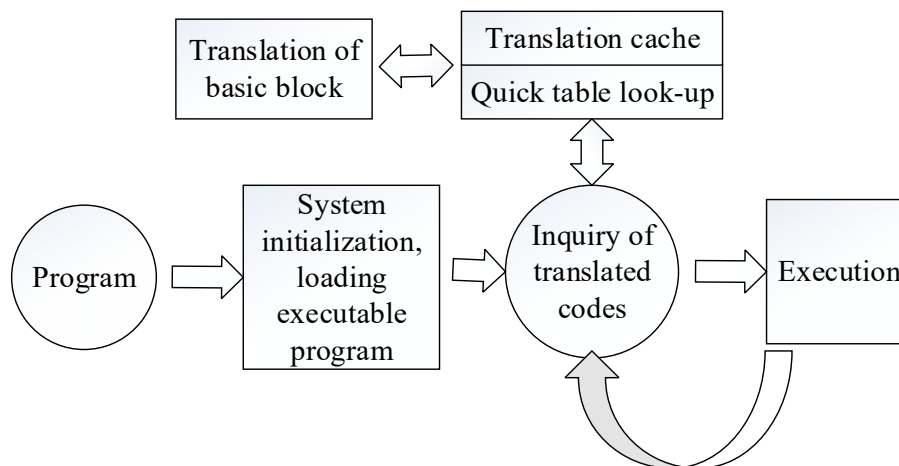 Translation of
basic block
Translation cache
Quick table look-up
Program
System
initialization,
loading
executable
program
Inquiry of
translated
codes
Execution